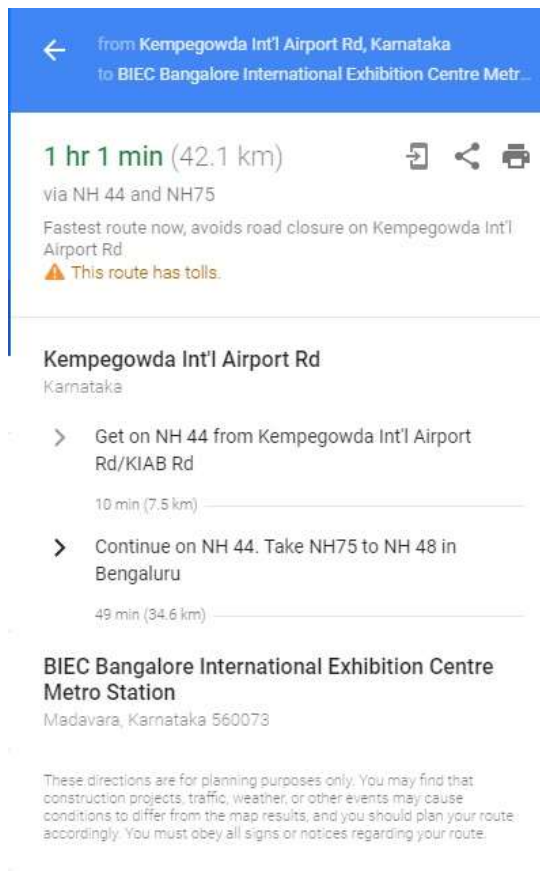 from Kempegowda Int'l Airport Rd, Karnataka
to BIEC Bangalore International Exhibition Centre Metr...
1 hr 1 min (42.1 km)
via NH 44 and NH75
Fastest route now, avoids road closure on Kempegowda Int'l
Airport Rd
This route has tolls.
Kempegowda Int'l Airport Rd
Karnataka
Get on NH 44 from Kempegowda Int'l Airport
Rd/KIAB Rd
10 min (7.5 km)
Continue on NH 44. Take NH75 to NH 48 in
Bengaluru
49 min (34.6 km)
BIEC Bangalore International Exhibition Centre
Metro Station
Madavara, Karnataka 560073
These directions are for planning purposes only. You may find that
construction projects, traffic, weather, or other events may cause
conditions to differ from the map results, and you should plan your route
accordingly. You must obey all signs or notices regarding your route.